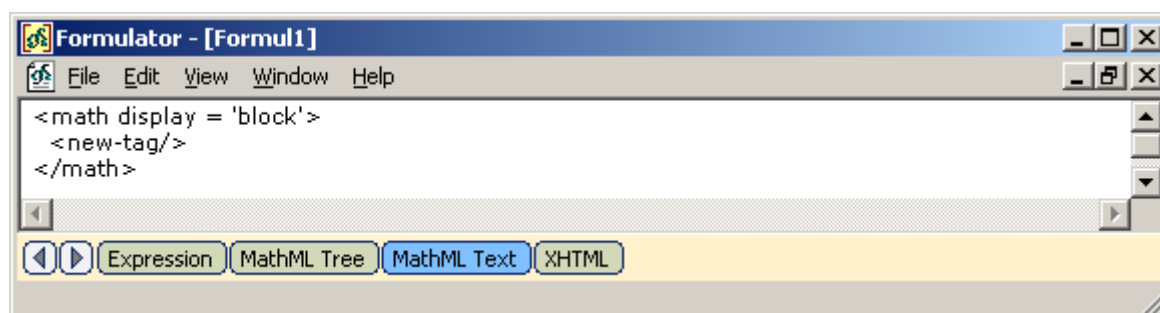 Formulator - [Formul1]
File Edit View Window Help
<math display = 'block'>
 <new-tag/>
</math>
Expression MathML Tree MathML Text XHTML